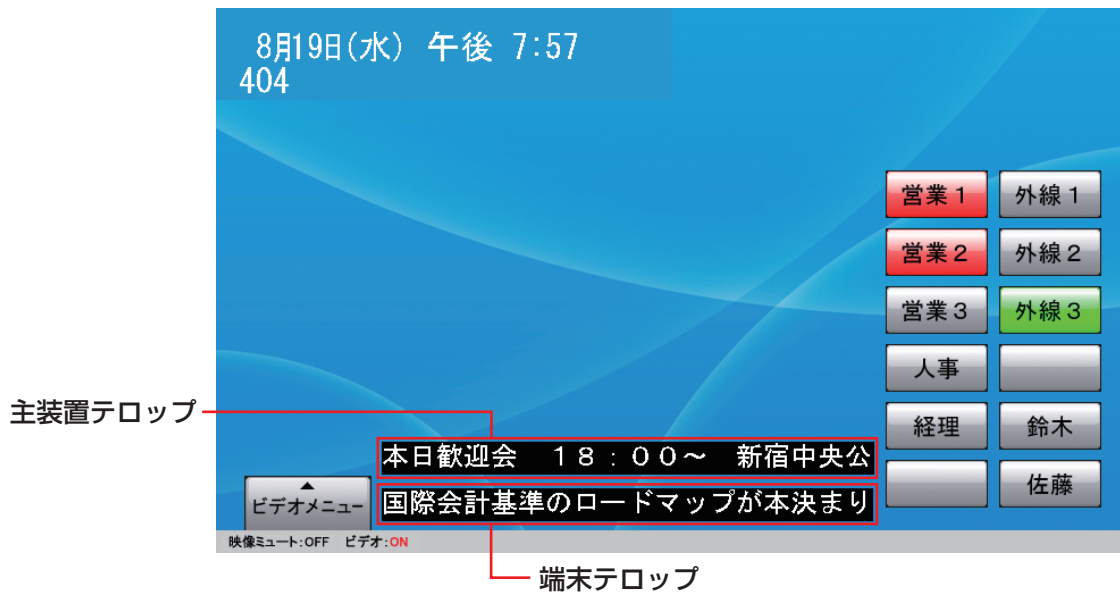 8月19日(水) 午後 7:57
404
営業1 外線1
営業2 外線2
営業3 外線3
人事
経理 鈴木
佐藤
主装置テロップ
本日歓迎会 18:00～ 新宿中央公
ビデオメニュー
国際会計基準のロードマップが本決まり
映像ミュート:OFF ビデオ:ON
端末テロップ